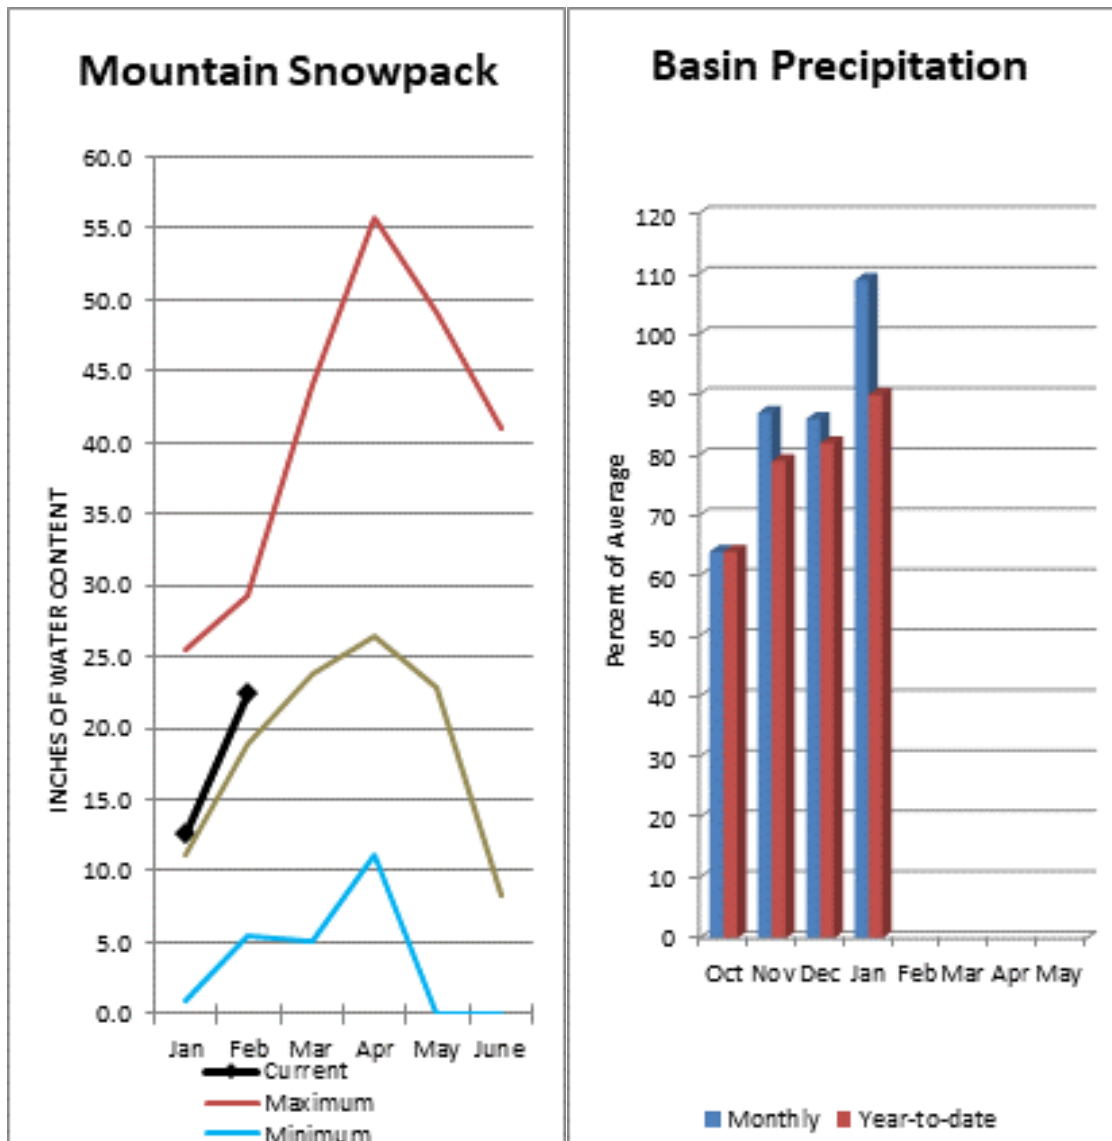 Mountain Snowpack
INCHES OF WATER CONTENT
60.0
55.0
50.0
45.0
40.0
35.0
30.0
25.0
20.0
15.0
10.0
5.0
0.0
Jan Feb Mar Apr May June
Current
Maximum
Minimum
Basin Precipitation
Percent of Average
120
110
100
90
80
70
60
50
40
30
20
10
0
Oct Nov Dec Jan Feb Mar Apr May
Monthly Year-to-date